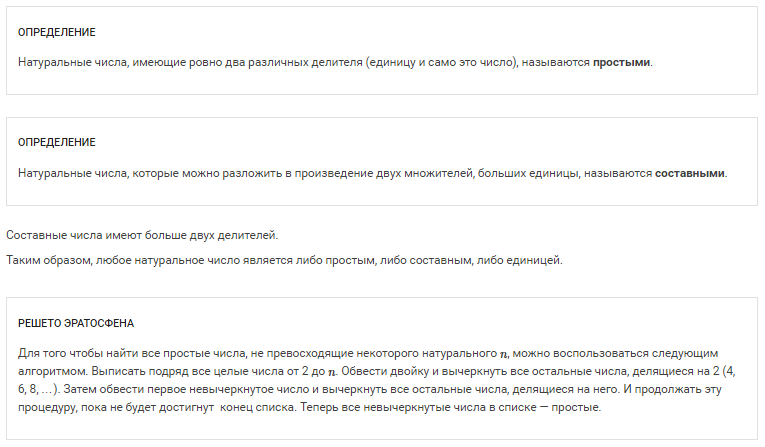 ОПРЕДЕЛЕНИЕ
Натуральные числа, имеющие ровно два различных делителя (единицу и само это число), называются простыми.
ОПРЕДЕЛЕНИЕ
Натуральные числа, которые можно разложить в произведение двух множителей, больших единицы, называются составными.
Составные числа имеют больше двух делителей.
Таким образом, любое натуральное число является либо простым, либо составным, либо единицей.
РЕШЕТО ЭРАТОСФЕНА
Для того чтобы найти все простые числа, не превосходящие некоторого натурального n, можно воспользоваться следующим
алгоритмом. Выписать подряд все целые числа от 2 до n. Обвести двойку и вычеркнуть все остальные числа, делящиеся на 2 (4,
6, 8, …). Затем обвести первое невычеркнутое число и вычеркнуть все остальные числа, делящиеся на него. И продолжать эту
процедуру, пока не будет достигнут конец списка. Теперь все невычеркнутые числа в списке — простые.